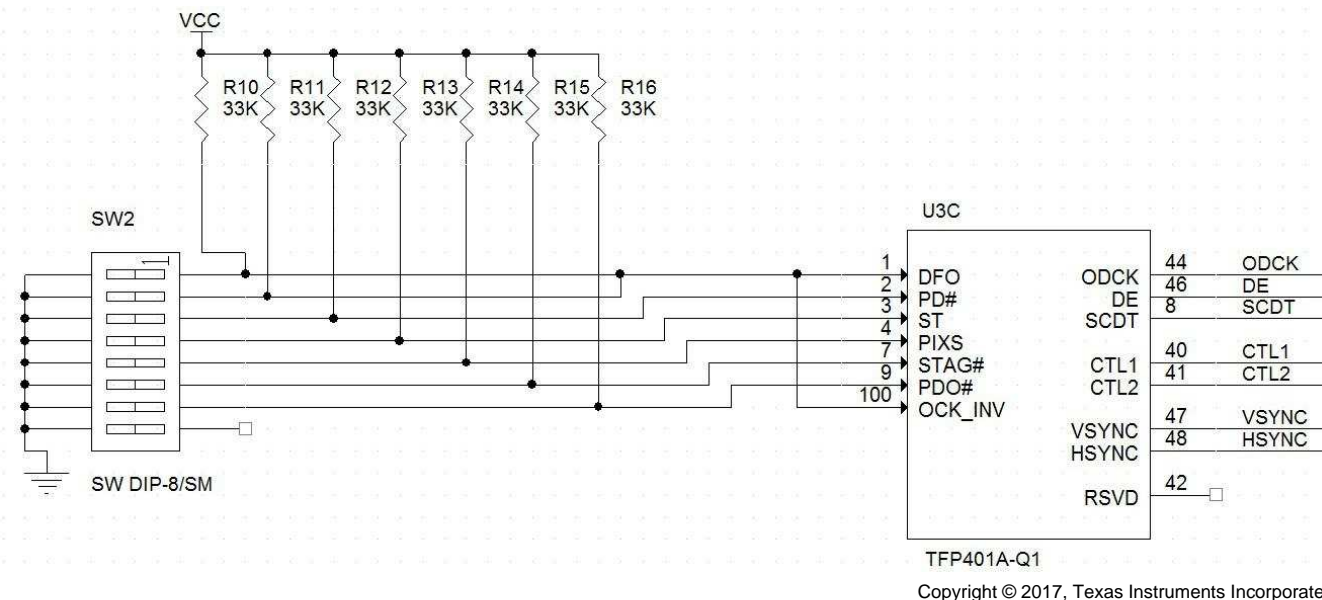 VCC
R10 R11 R12 R13 R14 R15 R16
33K 33K 33K 33K 33K 33K 33K
SW2
1
SW DIP-8/SM
U3C
1 DFO
2 PD#
3 ST
4 PIXS
7 STAG#
9 PDO#
100 OCK_INV
ODCK 44 ODCK
DE 46 DE
SCDT 8 SCDT
CTL1 40 CTL1
CTL2 41 CTL2
VSYNC 47 VSYNC
HSYNC 48 HSYNC
RSVD 42
TFP401A-Q1
Copyright © 2017, Texas Instruments Incorporate